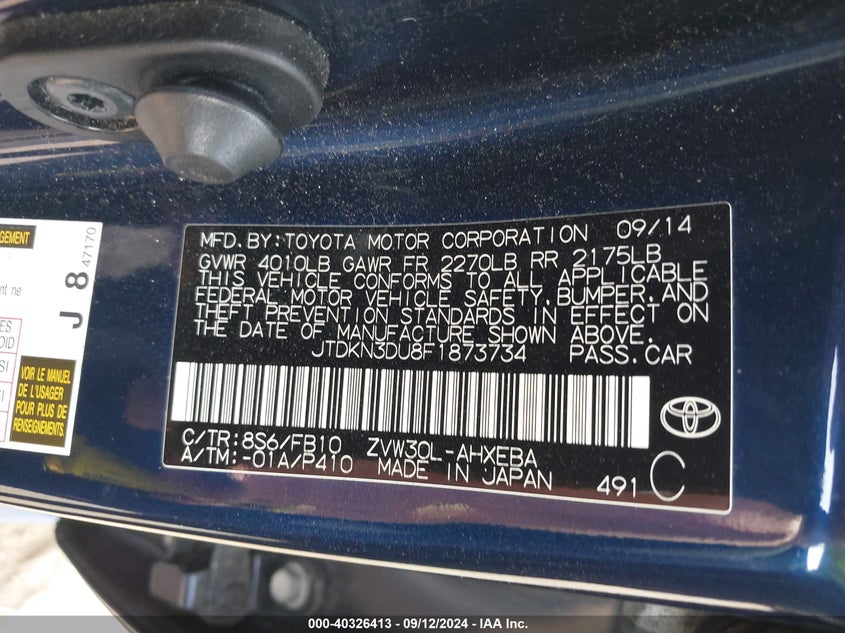 MFD. BY: TOYOTA MOTOR CORPORATION 09/14
GVWR 4010LB GAWR FR 2270LB RR 2175LB
THIS VEHICLE CONFORMS TO ALL APPLICABLE
FEDERAL MOTOR VEHICLE SAFETY, BUMPER, AND
THEFT PREVENTION STANDARDS IN EFFECT ON
THE DATE OF MANUFACTURE SHOWN ABOVE.
JTDKN3DU8F1873734 PASS. CAR
C/TR: 8S6/FB10 ZVW30L-AHXEBA
A/TM: -01A/P410 MADE IN JAPAN
491 C
J 8 47170
VOIR LE MANUEL
DE L'USAGER
POUR PLUS DE
RENSEIGNEMENTS.
000-40326413 - 09/12/2024 - IAA Inc.